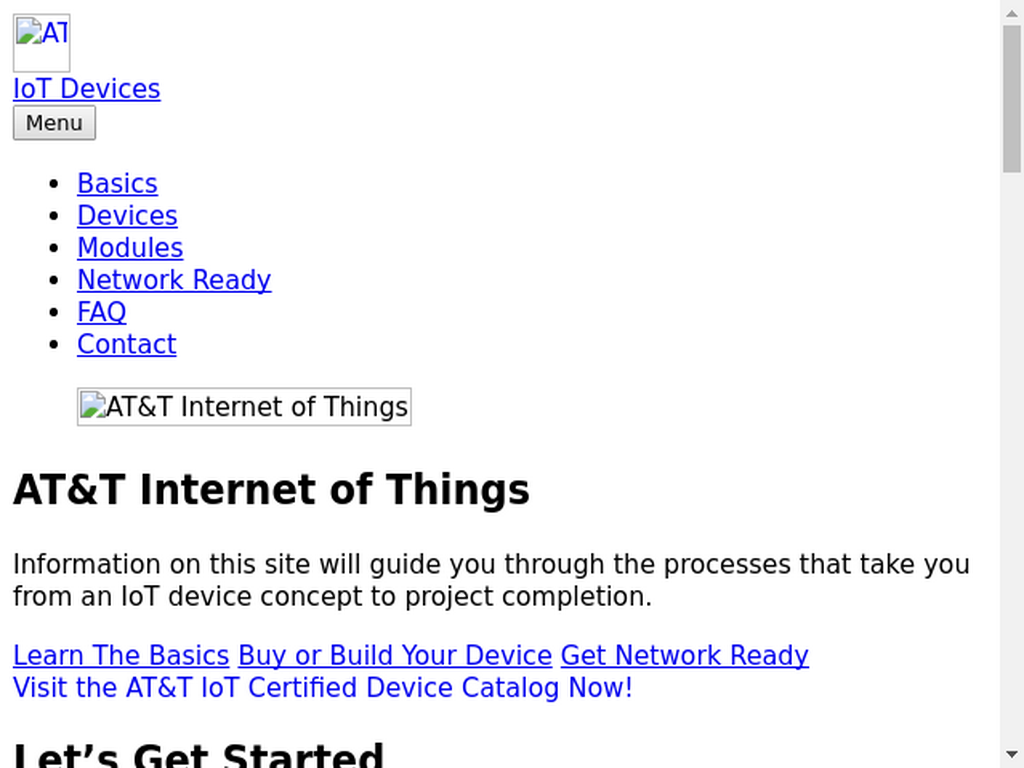 AT
IoT Devices
Menu
Basics
Devices
Modules
Network Ready
FAQ
Contact
AT&T Internet of Things
AT&T Internet of Things
Information on this site will guide you through the processes that take you
from an IoT device concept to project completion.
Learn The Basics Buy or Build Your Device Get Network Ready
Visit the AT&T IoT Certified Device Catalog Now!
Let’s Get Started